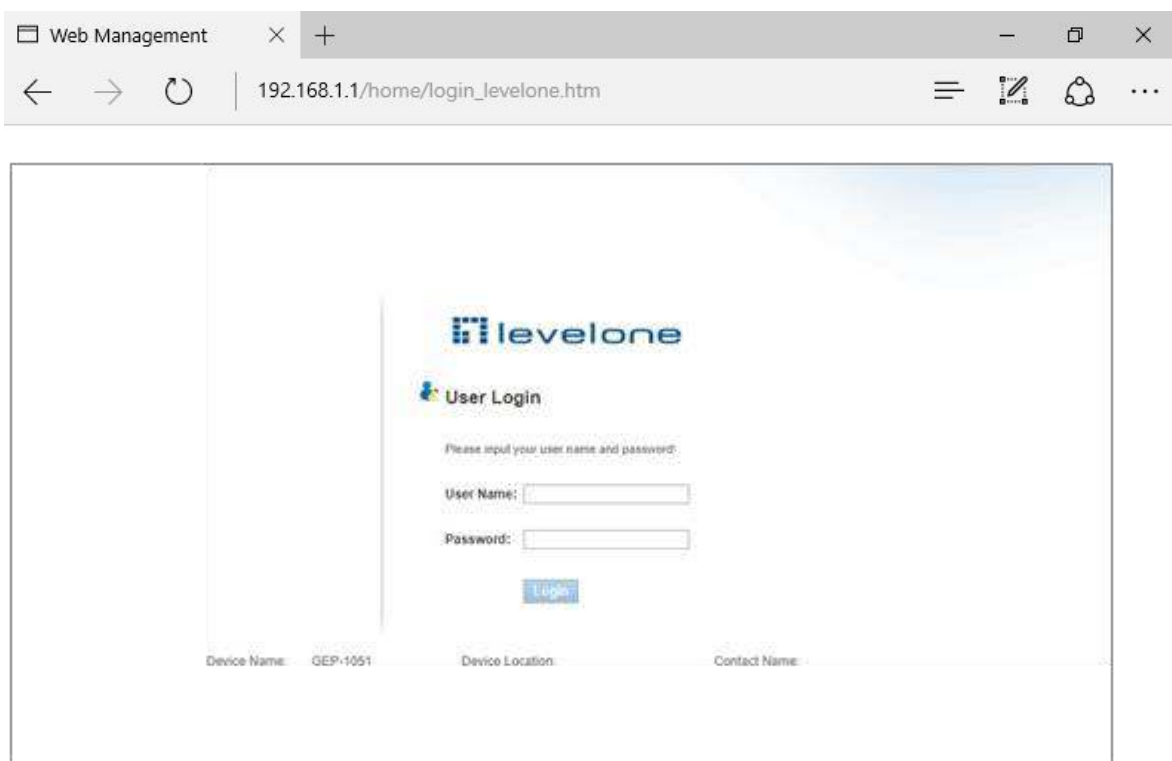 Web Management
192.168.1.1/home/login_levelone.htm
levelone
User Login
Please input your user name and password!
User Name:
Password:
Login
Device Name: GEP-1051 Device Location: Contact Name: